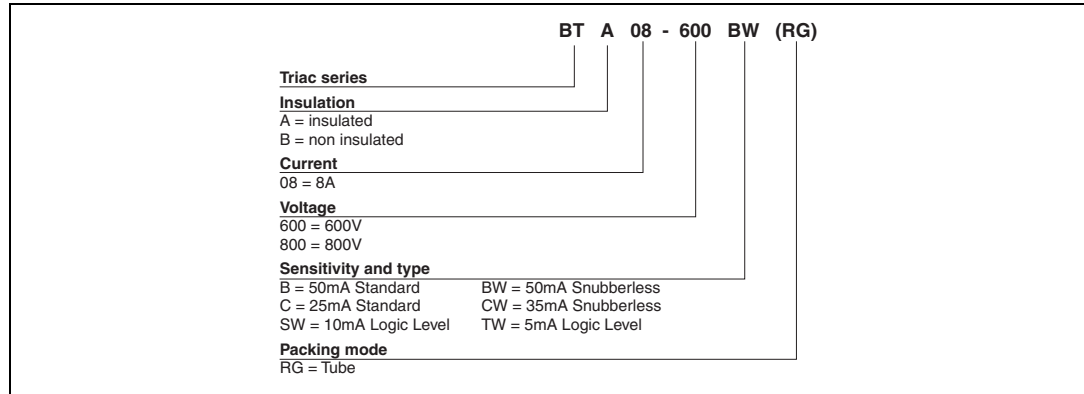 BT A 08 - 600 BW (RG)
Triac series
Insulation
A = insulated
B = non insulated
Current
08 = 8A
Voltage
600 = 600V
800 = 800V
Sensitivity and type
B = 50mA Standard BW = 50mA Snubberless
C = 25mA Standard CW = 35mA Snubberless
SW = 10mA Logic Level TW = 5mA Logic Level
Packing mode
RG = Tube